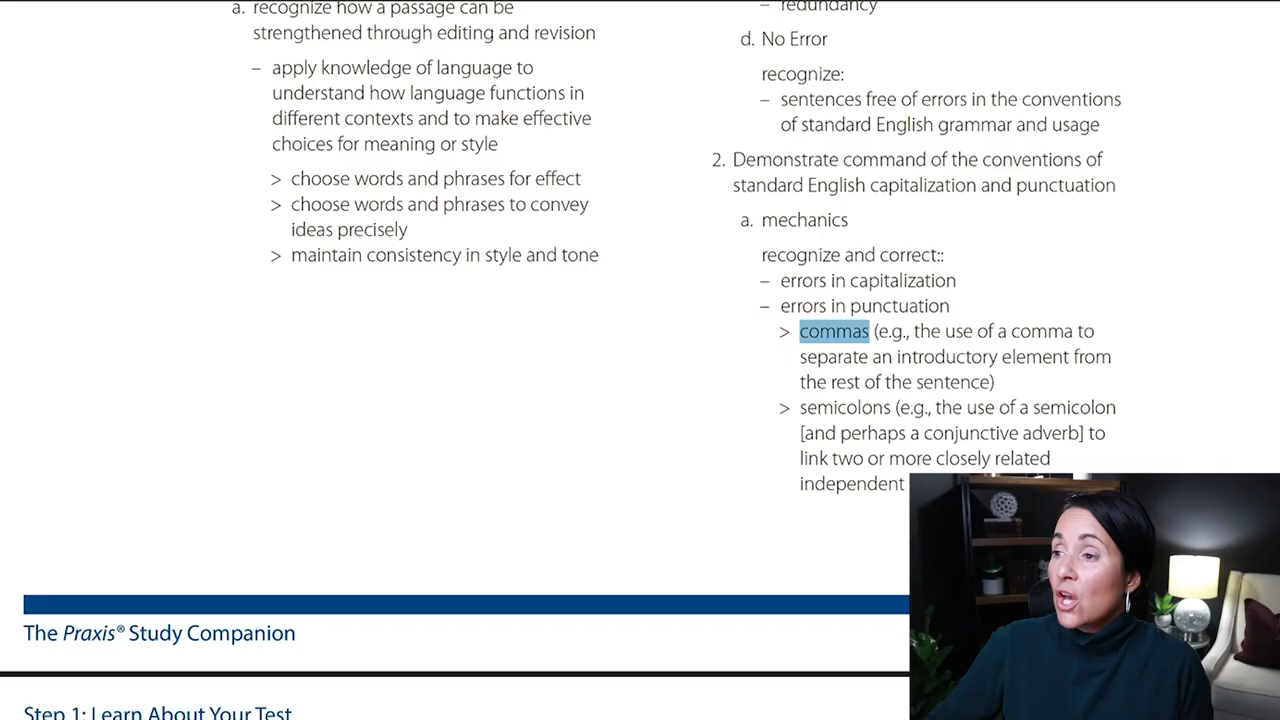 a. recognize how a passage can be
strengthened through editing and revision
– apply knowledge of language to
understand how language functions in
different contexts and to make effective
choices for meaning or style
> choose words and phrases for effect
> choose words and phrases to convey
ideas precisely
> maintain consistency in style and tone
– redundancy
d. No Error
recognize:
– sentences free of errors in the conventions
of standard English grammar and usage
2. Demonstrate command of the conventions of
standard English capitalization and punctuation
a. mechanics
recognize and correct::
– errors in capitalization
– errors in punctuation
> commas (e.g., the use of a comma to
separate an introductory element from
the rest of the sentence)
> semicolons (e.g., the use of a semicolon
[and perhaps a conjunctive adverb] to
link two or more closely related
independent
The Praxis® Study Companion
Step 1: Learn About Your Test